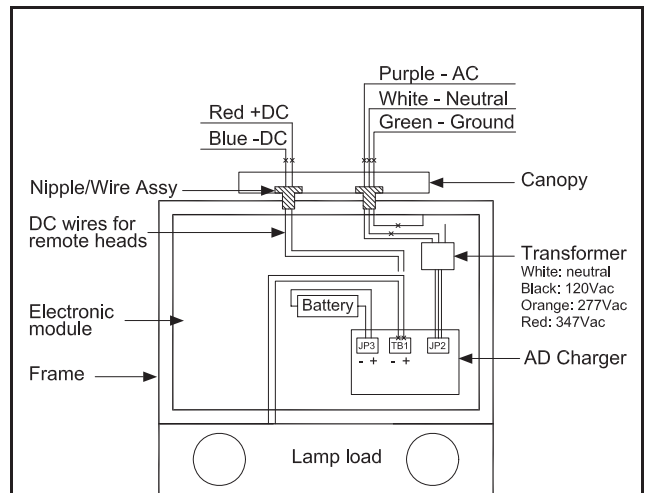 Purple - AC
White - Neutral
Green - Ground
Red +DC
Blue -DC
Nipple/Wire Assy
Canopy
DC wires for
remote heads
Transformer
White: neutral
Black: 120Vac
Orange: 277Vac
Red: 347Vac
Battery
Electronic
module
JP3
TB1
JP2
- +
- +
AD Charger
Frame
Lamp load